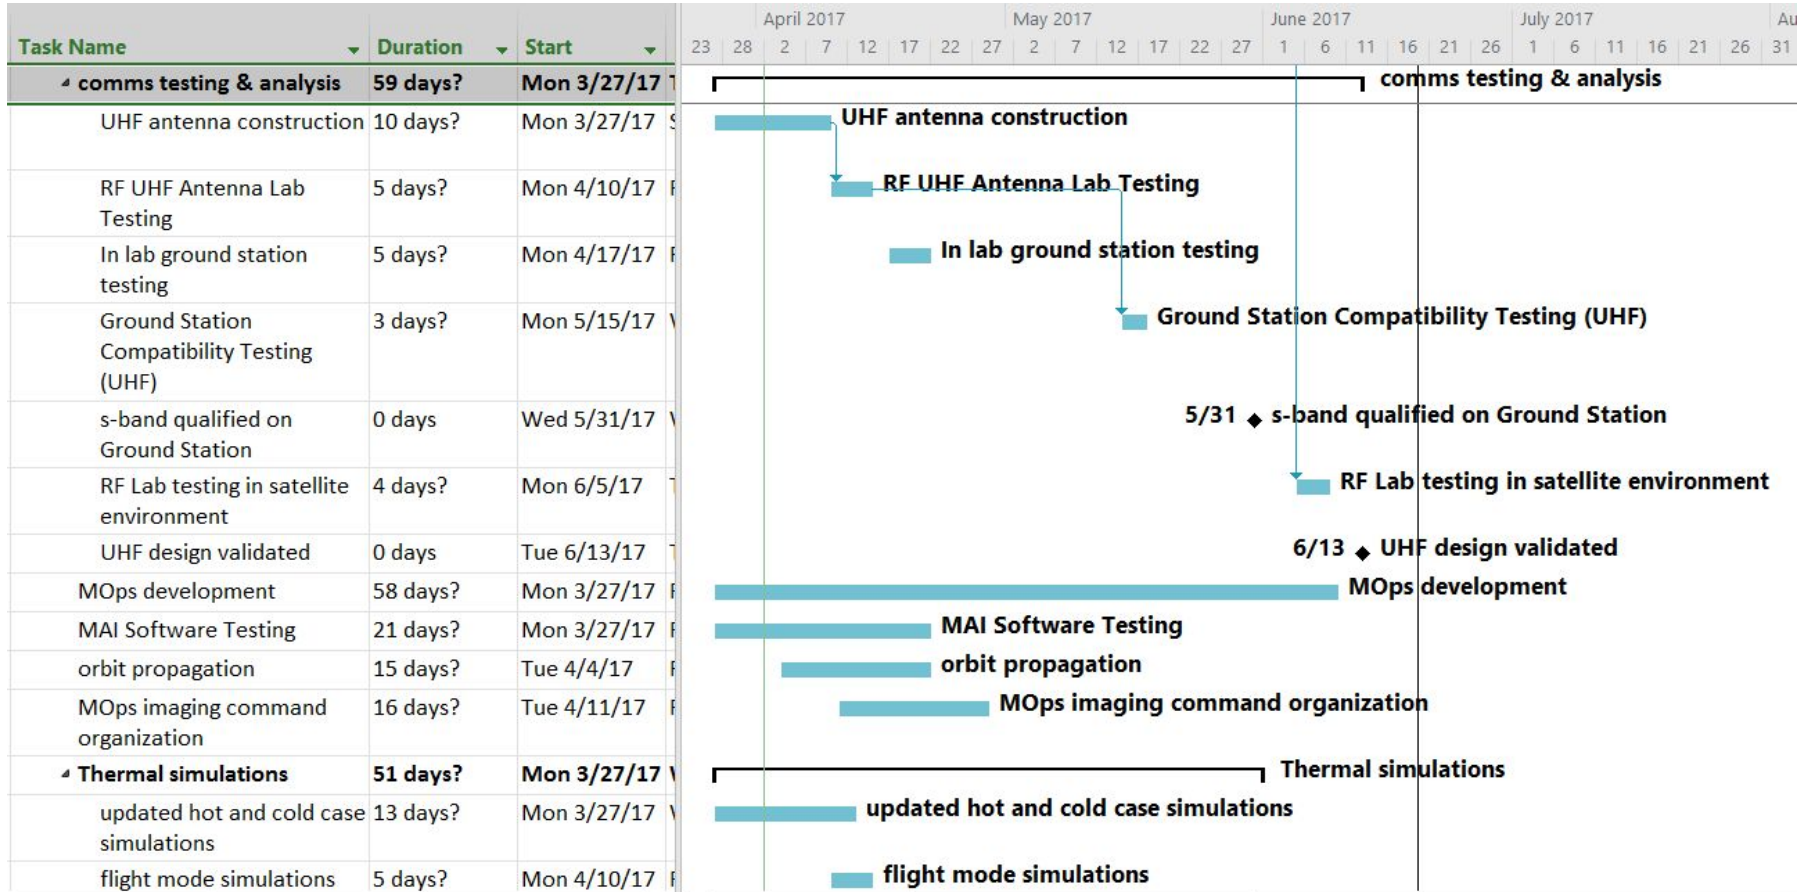 April 2017 May 2017 June 2017 July 2017 Au
Task Name Duration Start 23 28 2 7 12 17 22 27 2 7 12 17 22 27 1 6 11 16 21 26 1 6 11 16 21 26 31
comms testing & analysis 59 days? Mon 3/27/17 comms testing & analysis
UHF antenna construction 10 days? Mon 3/27/17 UHF antenna construction
RF UHF Antenna Lab 5 days? Mon 4/10/17 RF UHF Antenna Lab Testing
Testing
In lab ground station 5 days? Mon 4/17/17 In lab ground station testing
testing
Ground Station 3 days? Mon 5/15/17 Ground Station Compatibility Testing (UHF)
Compatibility Testing
(UHF)
s-band qualified on 0 days Wed 5/31/17 5/31 s-band qualified on Ground Station
Ground Station
RF Lab testing in satellite 4 days? Mon 6/5/17 RF Lab testing in satellite environment
environment
UHF design validated 0 days Tue 6/13/17 6/13 UHF design validated
MOps development 58 days? Mon 3/27/17 MOps development
MAI Software Testing 21 days? Mon 3/27/17 MAI Software Testing
orbit propagation 15 days? Tue 4/4/17 orbit propagation
MOps imaging command 16 days? Tue 4/11/17 MOps imaging command organization
organization
Thermal simulations 51 days? Mon 3/27/17 Thermal simulations
updated hot and cold case 13 days? Mon 3/27/17 updated hot and cold case simulations
simulations
flight mode simulations 5 days? Mon 4/10/17 flight mode simulations